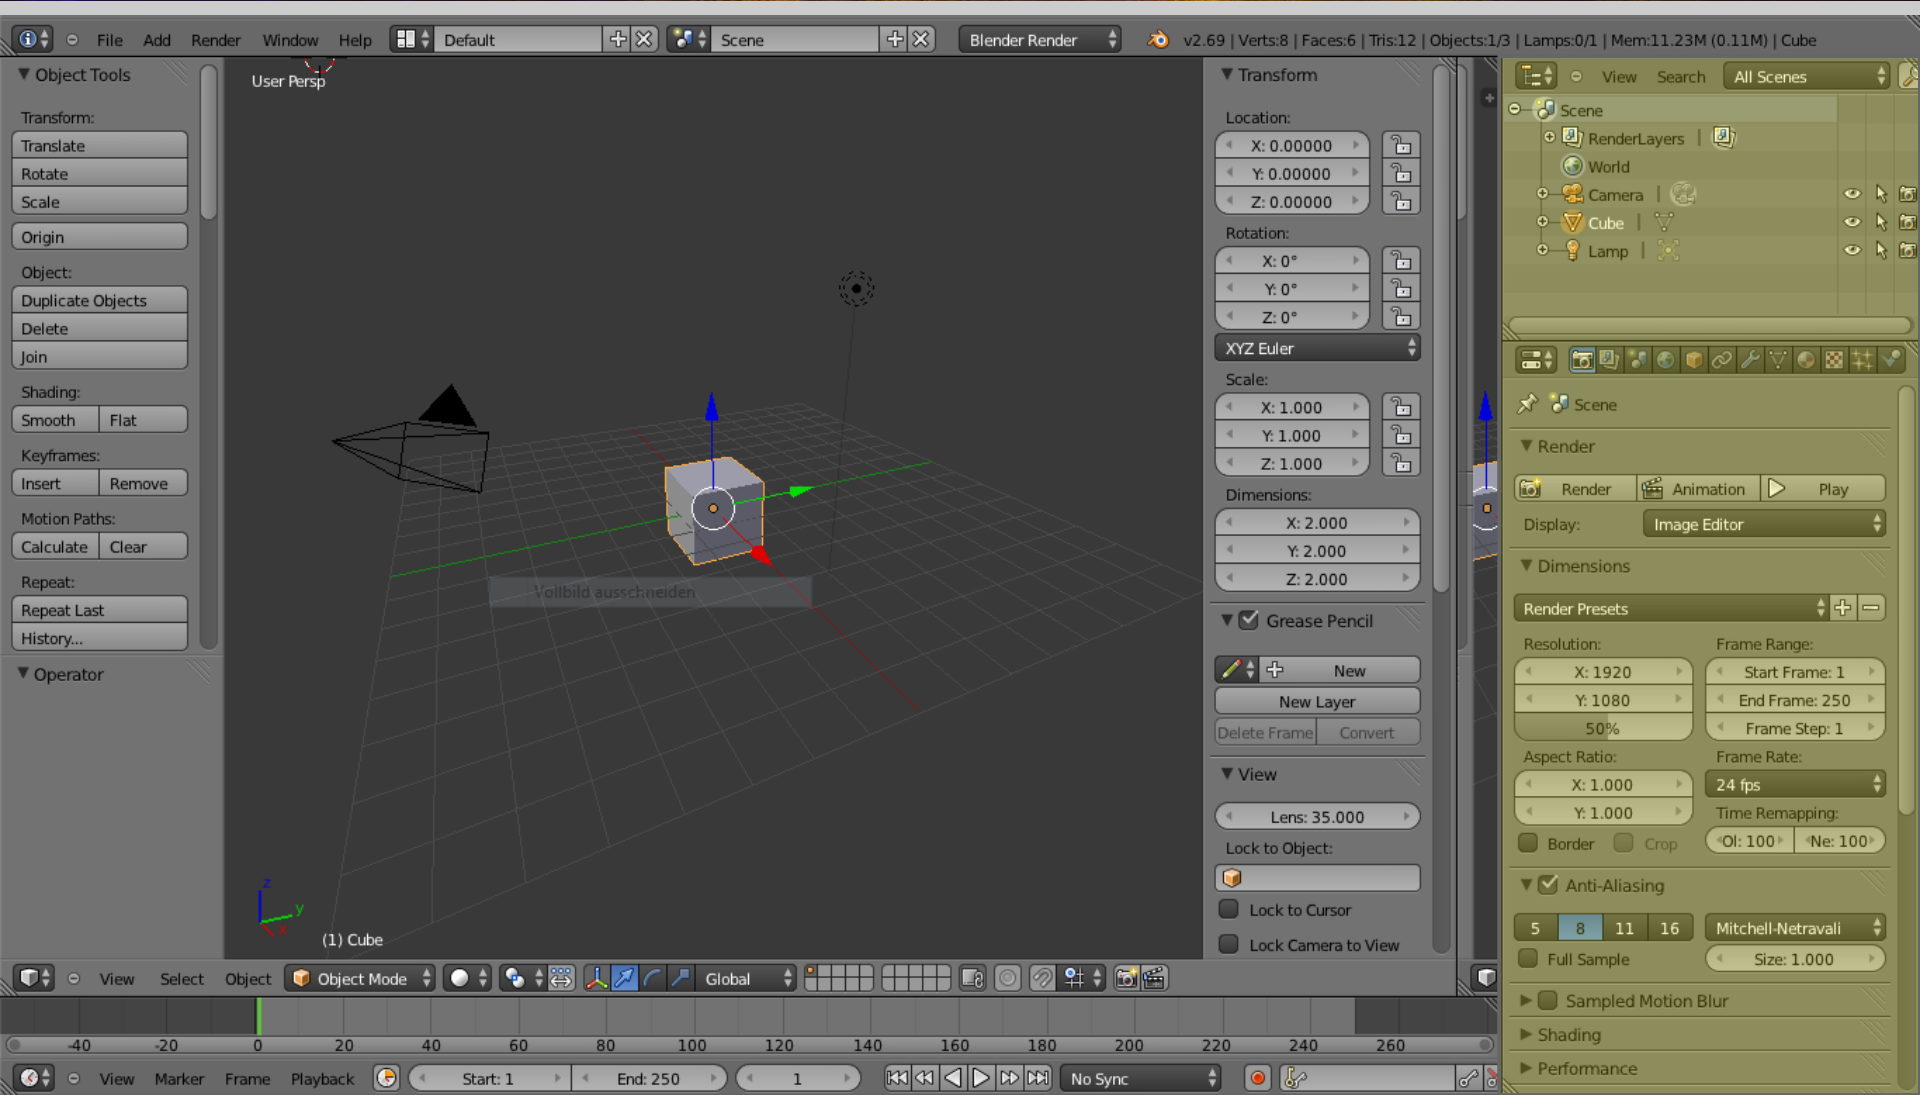 File Add Render Window Help Default Scene Blender Render v2.69 | Verts:8 | Faces:6 | Tris:12 | Objects:1/3 | Lamps:0/1 | Mem:11.23M (0.11M) | Cube
Object Tools
Transform:
Translate
Rotate
Scale
Origin
Object:
Duplicate Objects
Delete
Join
Shading:
Smooth Flat
Keyframes:
Insert Remove
Motion Paths:
Calculate Clear
Repeat:
Repeat Last
History...
Operator
User Persp
Vollbild ausschneiden
z
y
x
(1) Cube
Transform
Location:
X: 0.00000
Y: 0.00000
Z: 0.00000
Rotation:
X: 0°
Y: 0°
Z: 0°
XYZ Euler
Scale:
X: 1.000
Y: 1.000
Z: 1.000
Dimensions:
X: 2.000
Y: 2.000
Z: 2.000
Grease Pencil
New
New Layer
Delete Frame Convert
View
Lens: 35.000
Lock to Object:
Lock to Cursor
Lock Camera to View
View Search All Scenes
Scene
RenderLayers |
World
Camera |
Cube |
Lamp |
Scene
Render
Render Animation Play
Display: Image Editor
Dimensions
Render Presets
Resolution: Frame Range:
X: 1920 Start Frame: 1
Y: 1080 End Frame: 250
50% Frame Step: 1
Aspect Ratio: Frame Rate:
X: 1.000 24 fps
Y: 1.000 Time Remapping:
Border Crop Ol: 100 Ne: 100
Anti-Aliasing
5 8 11 16 Mitchell-Netravali
Full Sample Size: 1.000
Sampled Motion Blur
Shading
Performance
View Select Object Object Mode Global
-40 -20 0 20 40 60 80 100 120 140 160 180 200 220 240 260
View Marker Frame Playback Start: 1 End: 250 1 No Sync